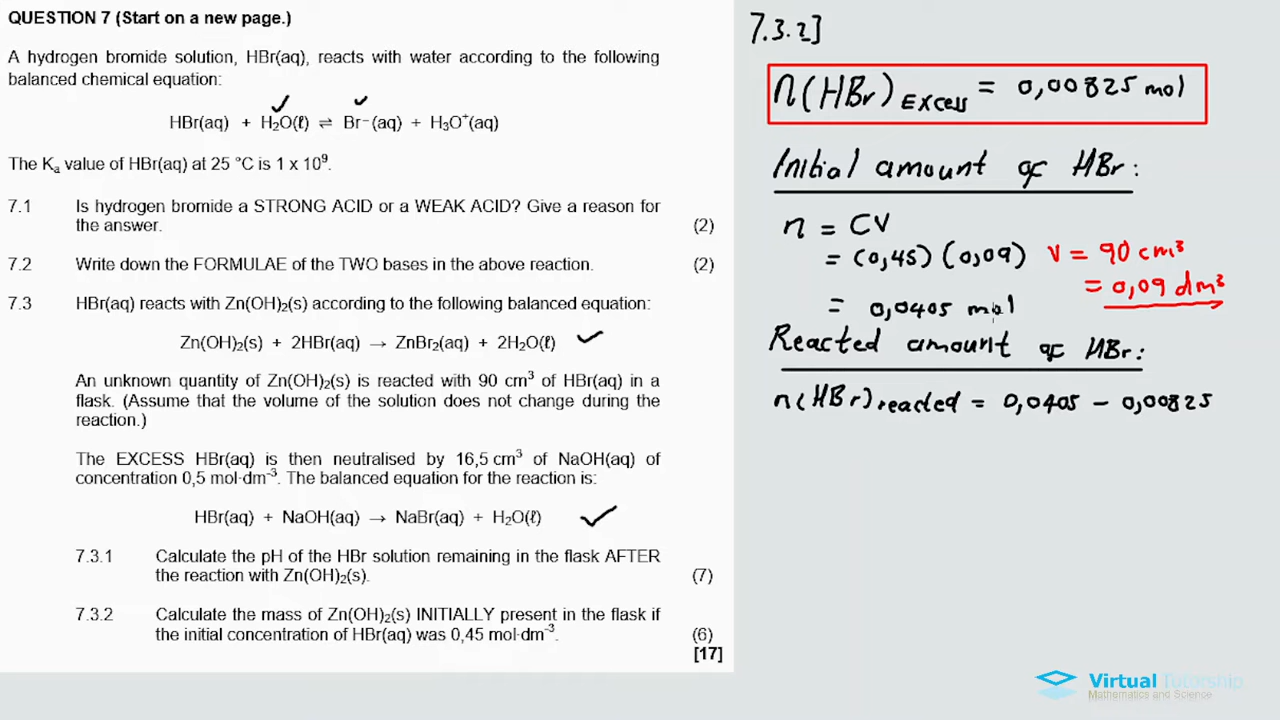 QUESTION 7 (Start on a new page.)
A hydrogen bromide solution, HBr(aq), reacts with water according to the following
balanced chemical equation:
HBr(aq) + H₂O(ℓ) ⇌ Br⁻(aq) + H₃O⁺(aq)
The Kₐ value of HBr(aq) at 25 °C is 1 x 10⁹.
7.1 Is hydrogen bromide a STRONG ACID or a WEAK ACID? Give a reason for
the answer. (2)
7.2 Write down the FORMULAE of the TWO bases in the above reaction. (2)
7.3 HBr(aq) reacts with Zn(OH)₂(s) according to the following balanced equation:
Zn(OH)₂(s) + 2HBr(aq) → ZnBr₂(aq) + 2H₂O(ℓ)
An unknown quantity of Zn(OH)₂(s) is reacted with 90 cm³ of HBr(aq) in a
flask. (Assume that the volume of the solution does not change during the
reaction.)
The EXCESS HBr(aq) is then neutralised by 16,5 cm³ of NaOH(aq) of
concentration 0,5 mol·dm⁻³. The balanced equation for the reaction is:
HBr(aq) + NaOH(aq) → NaBr(aq) + H₂O(ℓ)
7.3.1 Calculate the pH of the HBr solution remaining in the flask AFTER
the reaction with Zn(OH)₂(s). (7)
7.3.2 Calculate the mass of Zn(OH)₂(s) INITIALLY present in the flask if
the initial concentration of HBr(aq) was 0,45 mol·dm⁻³. (6)
[17]
7.3.2]
n(HBr) Excess = 0,00825 mol
Initial amount of HBr:
n = CV
= (0,45)(0,09) V = 90 cm³
= 0,09 dm³
= 0,0405 mol
Reacted amount of HBr:
n(HBr)reacted = 0,0405 − 0,00825
Virtual Tutorship
Mathematics and Science